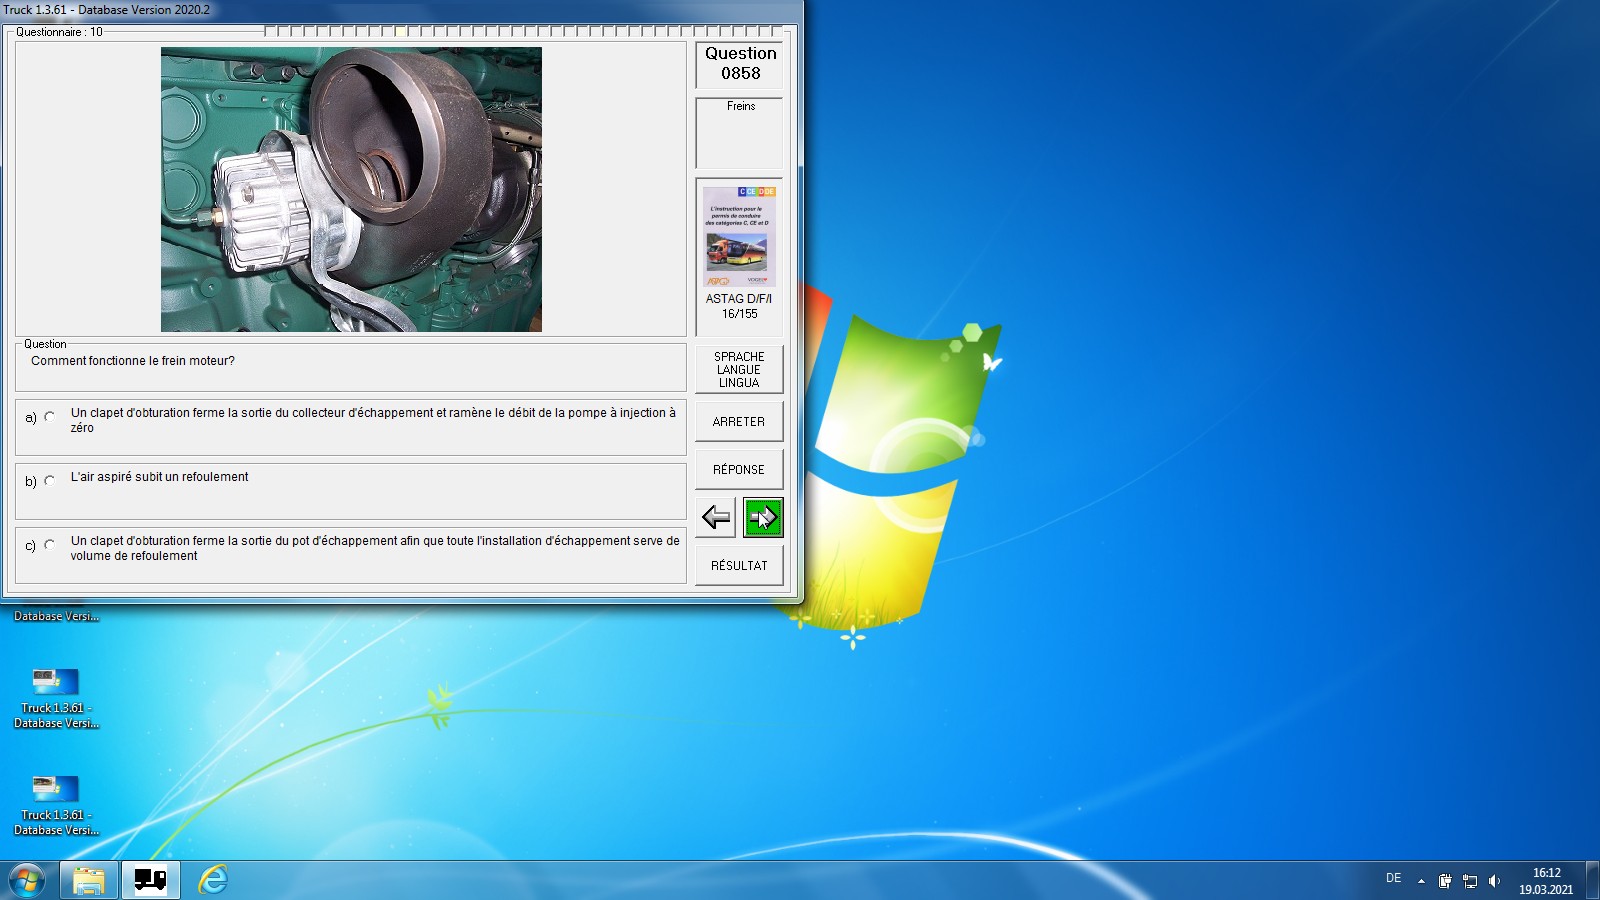 Truck 1.3.61 - Database Version 2020.2
Questionnaire : 10
Question
0858
Freins
C CE D DE
L'instruction pour le
permis de conduire
des catégories C, CE et D
ASTAG D/F/I
16/155
Question
Comment fonctionne le frein moteur?
SPRACHE
LANGUE
LINGUA
a) Un clapet d'obturation ferme la sortie du collecteur d'échappement et ramène le débit de la pompe à injection à
zéro
ARRETER
b) L'air aspiré subit un refoulement
RÉPONSE
c) Un clapet d'obturation ferme la sortie du pot d'échappement afin que toute l'installation d'échappement serve de
volume de refoulement
RÉSULTAT
Database Versi...
Truck 1.3.61 -
Database Versi...
Truck 1.3.61 -
Database Versi...
DE
16:12
19.03.2021